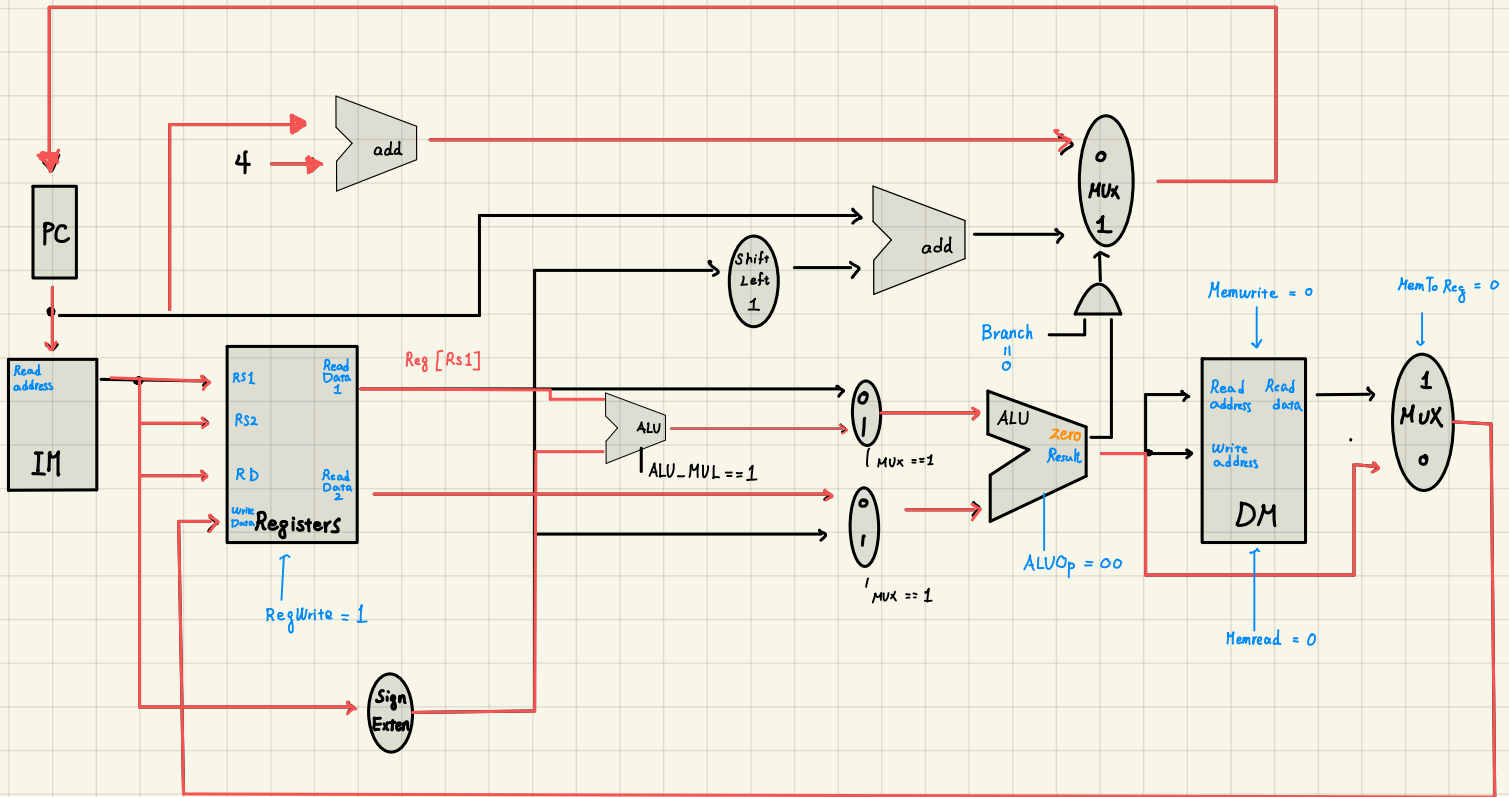 add
4
0
MUX
1
PC
add
Shift
Left
1
Memwrite = 0
MemTo Reg = 0
Branch
=
0
Reg [Rs1]
Read
address
IM
RS1
Read
Data
1
RS2
RD
Read
Data
2
Write
Data
Registers
RegWrite = 1
ALU
ALU_MUL ==1
0
1
MUX ==1
0
1
MUX == 1
ALU
Zero
Result
ALUOp = 00
Read
address
Read
data
Write
address
DM
Memread = 0
1
MUX
0
Sign
Exten